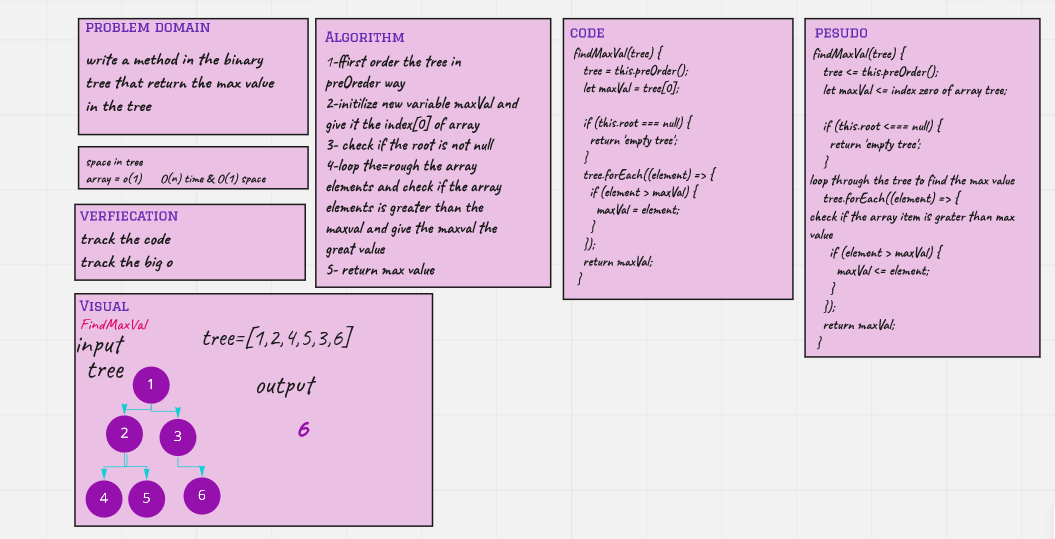 PROBLEM DOMAIN
write a method in the binary
tree that return the max value
in the tree
space in tree
array = o(1) O(n) time & O(1) space
VERFIECATION
track the code
track the big o
VISUAL
FindMaxVal
input
tree
tree=[1,2,4,5,3,6]
output
6
1
2
3
4
5
6
ALGORITHM
1-ffirst order the tree in
preOreder way
2-initilize new variable maxVal and
give it the index[0] of array
3- check if the root is not null
4-loop the=rough the array
elements and check if the array
elements is greater than the
maxval and give the maxval the
great value
5- return max value
CODE
findMaxVal(tree) {
tree = this.preOrder();
let maxVal = tree[0];
if (this.root === null) {
return 'empty tree';
}
tree.forEach((element) => {
if (element > maxVal) {
maxVal = element;
}
});
return maxVal;
}
PESUDO
findMaxVal(tree) {
tree <= this.preOrder();
let maxVal <= index zero of array tree;
if (this.root <=== null) {
return 'empty tree';
}
loop through the tree to find the max value
tree.forEach((element) => {
check if the array item is grater than max
value
if (element > maxVal) {
maxVal <= element;
}
});
return maxVal;
}